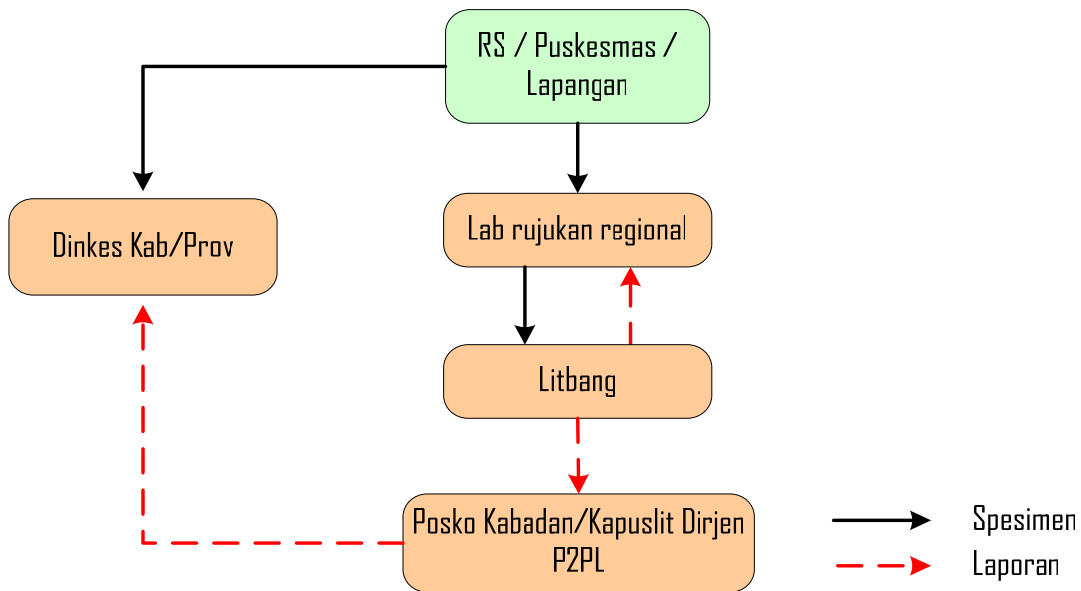 RS / Puskesmas /
Lapangan
Dinkes Kab/Prov
Lab rujukan regional
Litbang
Posko Kabadan/Kapuslit Dirjen
P2PL
Spesimen
Laporan